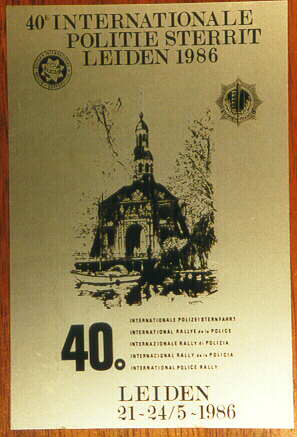 40e INTERNATIONALE
POLITIE STERRIT
LEIDEN 1986
40.
INTERNATIONALE POLIZEISTERNFAHRT
INTERNATIONAL RALLYE de la POLICE
INTERNAZIONALE RALLY di POLIZIA
INTERNACIONAL RALLY de la POLICIA
INTERNATIONAL POLICE RALLY
LEIDEN
21-24/5-1986